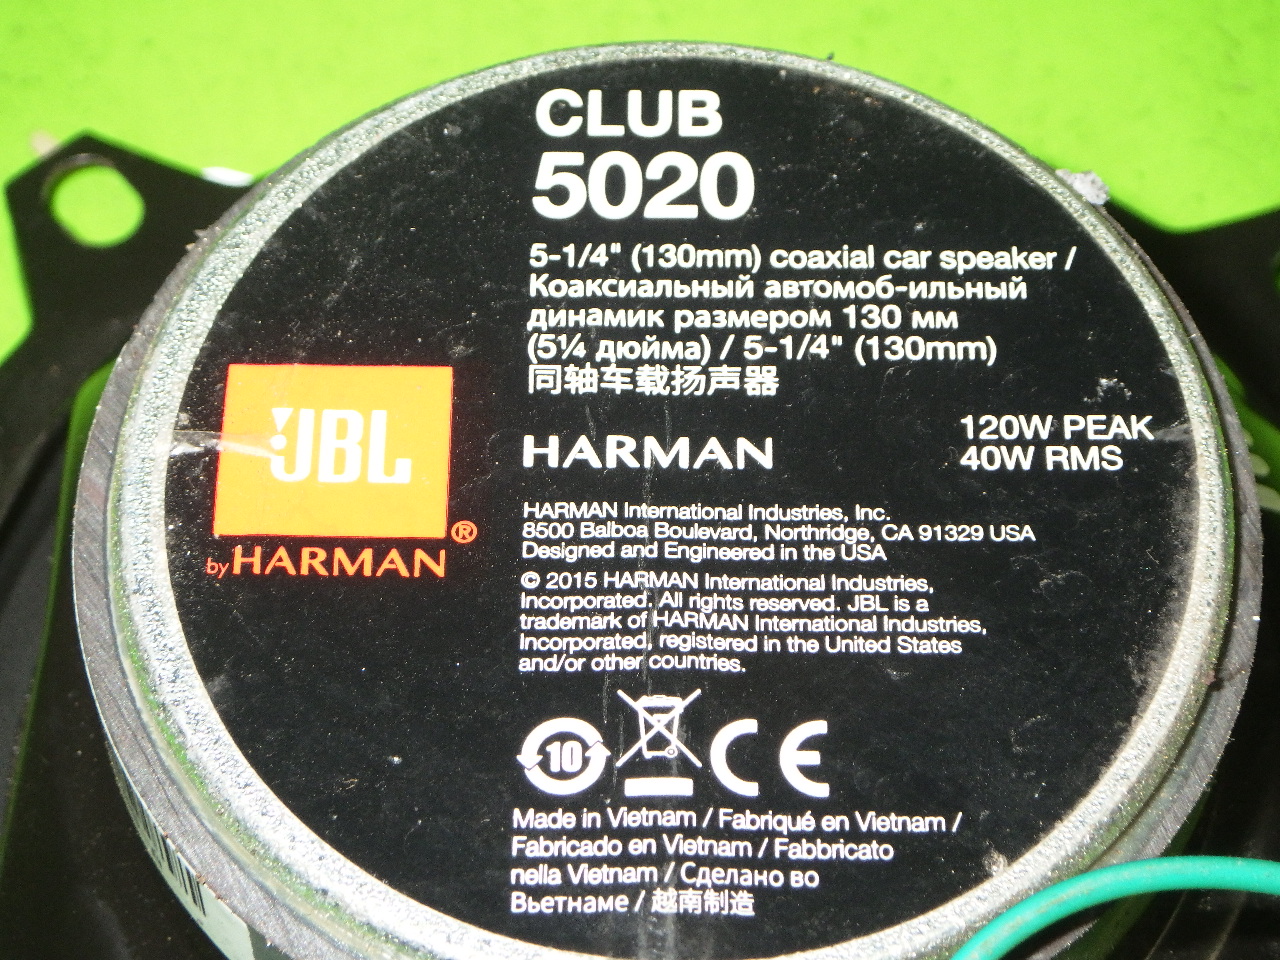 CLUB
5020
5-1/4" (130mm) coaxial car speaker /
Коаксиальный автомоб-ильный
динамик размером 130 мм
(5¼ дюйма) / 5-1/4" (130mm)
同轴车载扬声器
JBL®
by HARMAN
HARMAN
120W PEAK
40W RMS
HARMAN International Industries, Inc.
8500 Balboa Boulevard, Northridge, CA 91329 USA
Designed and Engineered in the USA
© 2015 HARMAN International Industries,
Incorporated. All rights reserved. JBL is a
trademark of HARMAN International Industries,
Incorporated, registered in the United States
and/or other countries.
10 CE
Made in Vietnam / Fabriqué en Vietnam /
Fabricado en Vietnam / Fabbricato
nella Vietnam / Сделано во
Вьетнаме / 越南制造